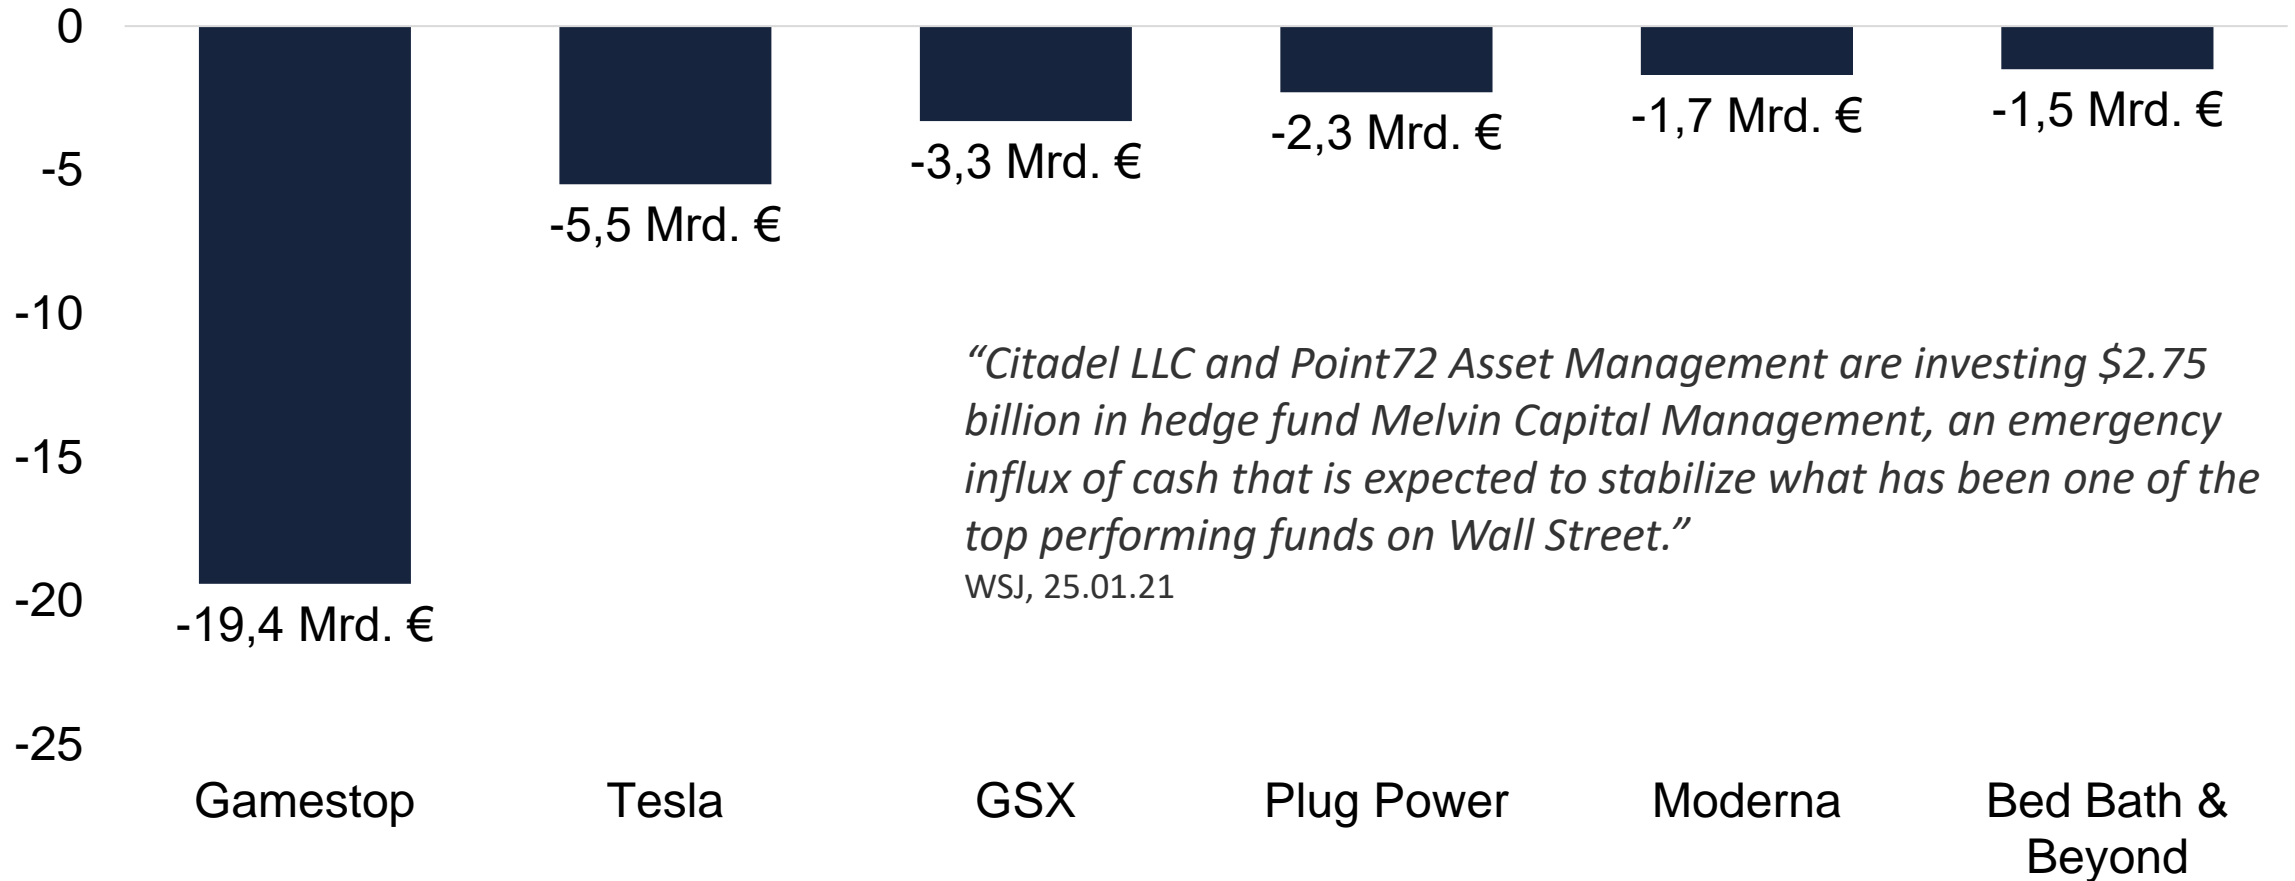 0
-5
-10
-15
-20
-25
-19,4 Mrd. €
-5,5 Mrd. €
-3,3 Mrd. €
-2,3 Mrd. €
-1,7 Mrd. €
-1,5 Mrd. €
“Citadel LLC and Point72 Asset Management are investing $2.75
billion in hedge fund Melvin Capital Management, an emergency
influx of cash that is expected to stabilize what has been one of the
top performing funds on Wall Street.”
WSJ, 25.01.21
Gamestop
Tesla
GSX
Plug Power
Moderna
Bed Bath &
Beyond